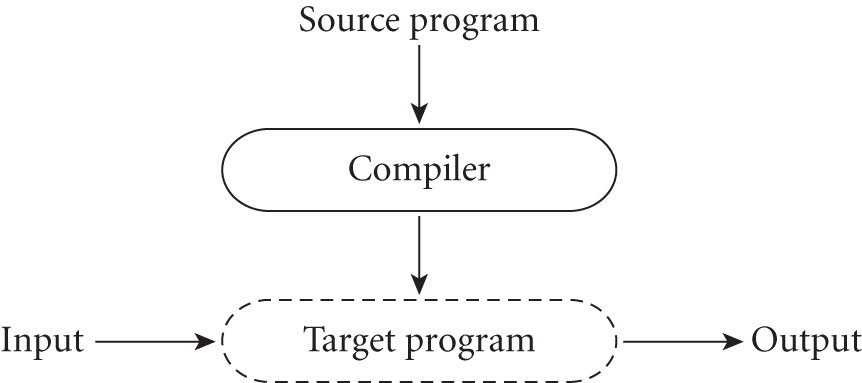 Source program
Compiler
Input
Target program
Output